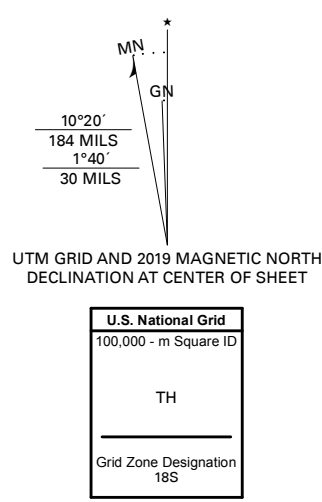 ★
MN
GN
10°20´
184 MILS
1°40´
30 MILS
UTM GRID AND 2019 MAGNETIC NORTH
DECLINATION AT CENTER OF SHEET
U.S. National Grid
100,000 - m Square ID
TH
Grid Zone Designation
18S